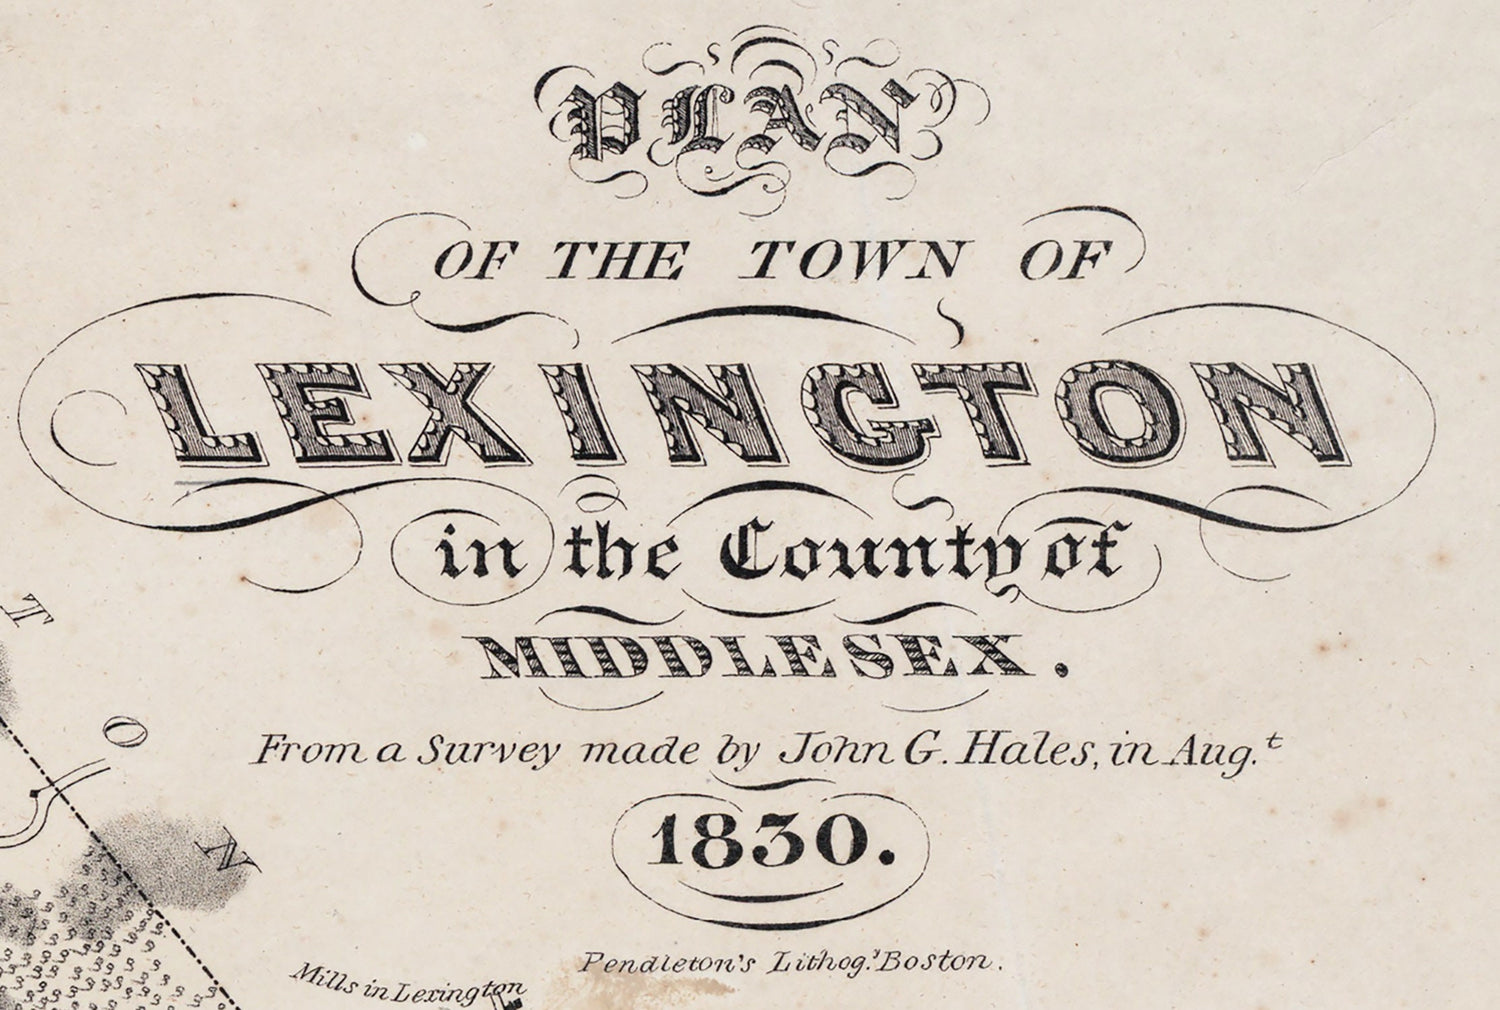 PLAN
OF THE TOWN OF
LEXINGTON
in the County of
MIDDLESEX.
From a Survey made by John G. Hales, in Aug.t
1830.
Pendleton's Lithog.y Boston.
Mills in Lexington
T
O
N